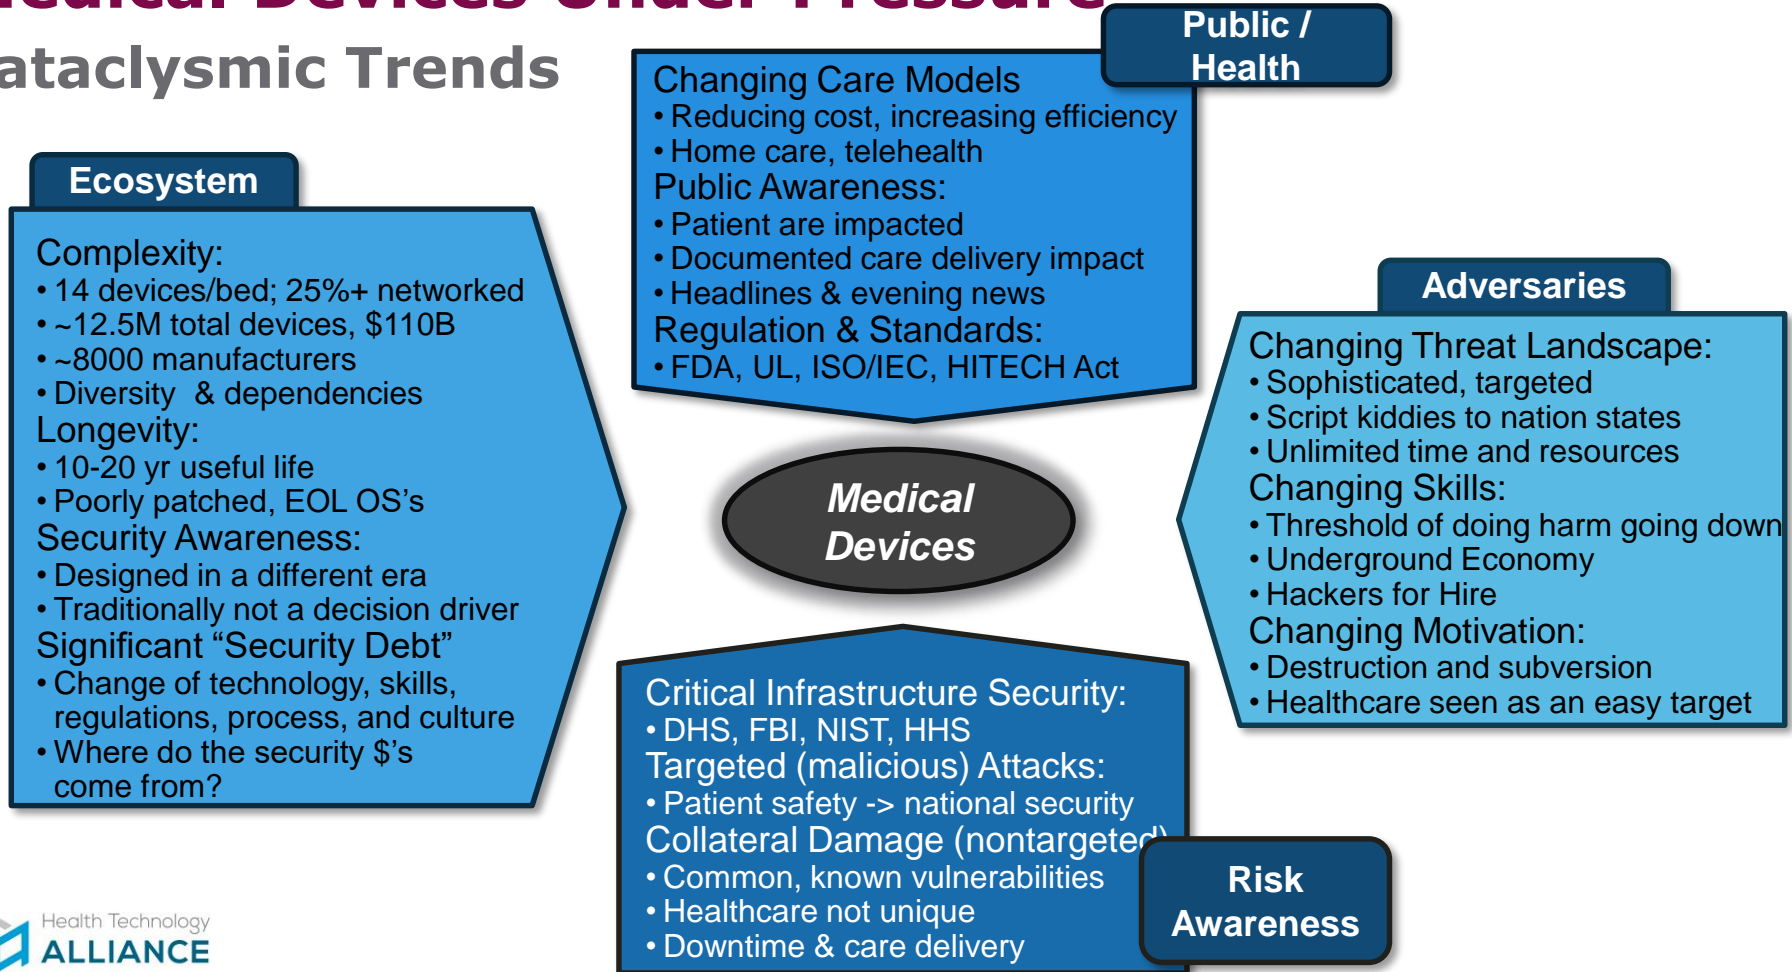 edical Devices Under Pressure
ataclysmic Trends
Public /
Health
Changing Care Models
• Reducing cost, increasing efficiency
• Home care, telehealth
Public Awareness:
• Patient are impacted
• Documented care delivery impact
• Headlines & evening news
Regulation & Standards:
• FDA, UL, ISO/IEC, HITECH Act
Ecosystem
Complexity:
• 14 devices/bed; 25%+ networked
• ~12.5M total devices, $110B
• ~8000 manufacturers
• Diversity & dependencies
Longevity:
• 10-20 yr useful life
• Poorly patched, EOL OS’s
Security Awareness:
• Designed in a different era
• Traditionally not a decision driver
Significant “Security Debt”
• Change of technology, skills,
regulations, process, and culture
• Where do the security $’s
come from?
Medical
Devices
Adversaries
Changing Threat Landscape:
• Sophisticated, targeted
• Script kiddies to nation states
• Unlimited time and resources
Changing Skills:
• Threshold of doing harm going down
• Underground Economy
• Hackers for Hire
Changing Motivation:
• Destruction and subversion
• Healthcare seen as an easy target
Critical Infrastructure Security:
• DHS, FBI, NIST, HHS
Targeted (malicious) Attacks:
• Patient safety -> national security
Collateral Damage (nontargeted)
• Common, known vulnerabilities
• Healthcare not unique
• Downtime & care delivery
Risk
Awareness
Health Technology
ALLIANCE